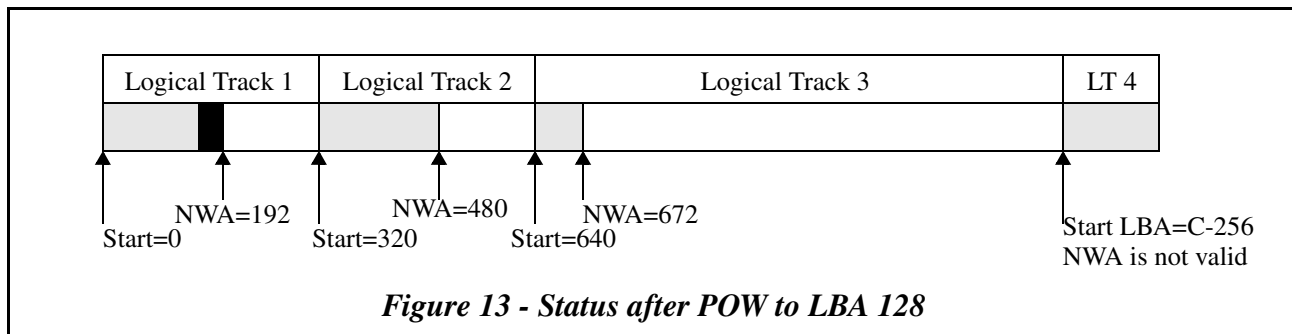 Logical Track 1 Logical Track 2 Logical Track 3 LT 4
NWA=192 NWA=480 NWA=672
Start=0 Start=320 Start=640 Start LBA=C-256
NWA is not valid
Figure 13 - Status after POW to LBA 128